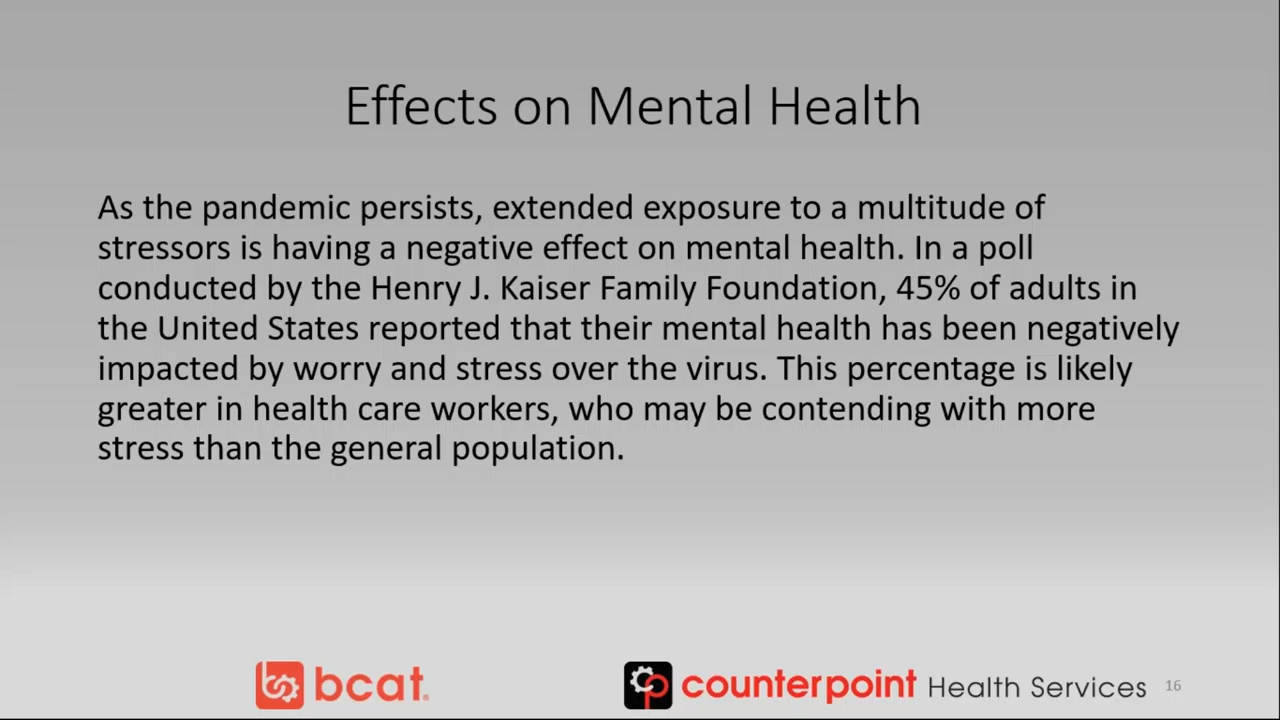 Effects on Mental Health
As the pandemic persists, extended exposure to a multitude of
stressors is having a negative effect on mental health. In a poll
conducted by the Henry J. Kaiser Family Foundation, 45% of adults in
the United States reported that their mental health has been negatively
impacted by worry and stress over the virus. This percentage is likely
greater in health care workers, who may be contending with more
stress than the general population.
bcat.
counterpoint Health Services 16